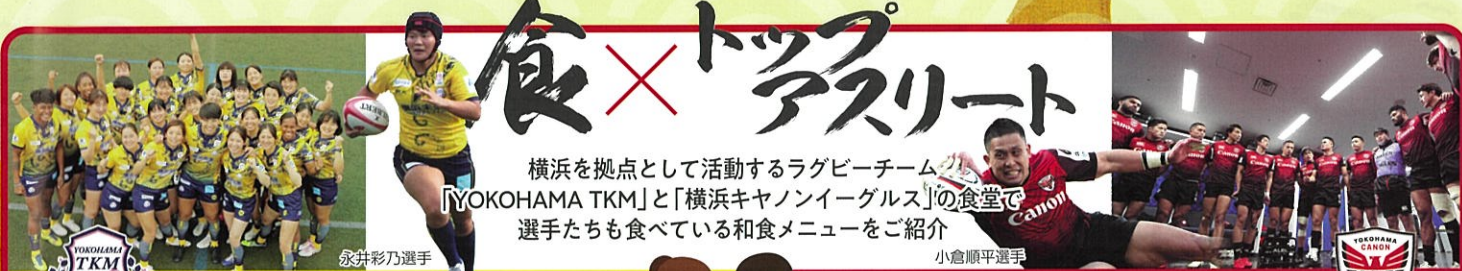 食×トップ
アスリート
横浜を拠点として活動するラグビーチーム
「YOKOHAMA TKM」と「横浜キヤノンイーグルス」の食堂で
選手たちも食べている和食メニューをご紹介
永井彩乃選手
小倉順平選手
YOKOHAMA
TKM
Canon
YOKOHAMA
CANON